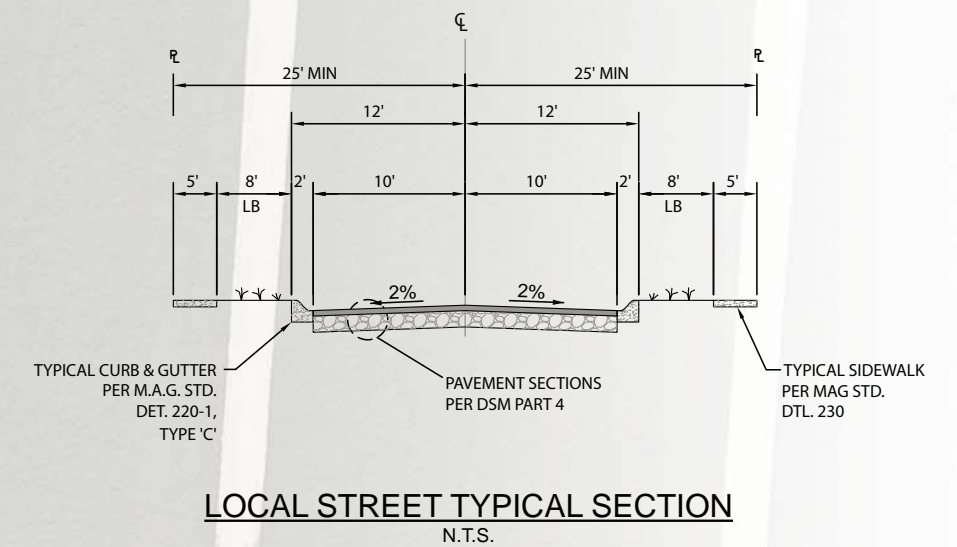 ℄
⅊ ⅊
25' MIN 25' MIN
12' 12'
5' 8' 2' 10' 10' 2' 8' 5'
LB LB
2% 2%
TYPICAL CURB & GUTTER
PER M.A.G. STD.
DET. 220-1,
TYPE 'C'
PAVEMENT SECTIONS
PER DSM PART 4
TYPICAL SIDEWALK
PER MAG STD.
DTL. 230
LOCAL STREET TYPICAL SECTION
N.T.S.